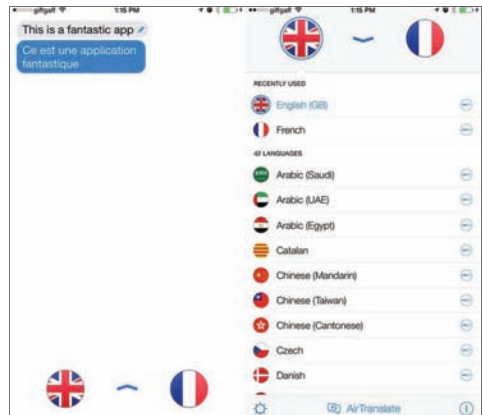 giffgaff 1:15 PM
This is a fantastic app
Ce est une application
fantastique
giffgaff 1:15 PM
RECENTLY USED
English (GB)
French
42 LANGUAGES
Arabic (Saudi)
Arabic (UAE)
Arabic (Egypt)
Catalan
Chinese (Mandarin)
Chinese (Taiwan)
Chinese (Cantonese)
Czech
Danish
AirTranslate